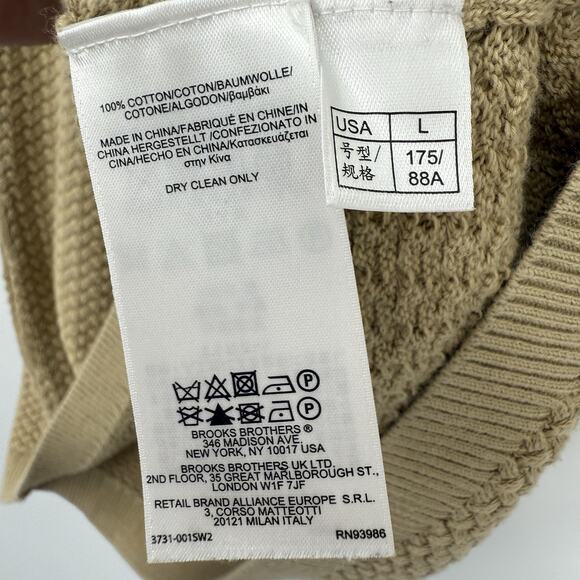 100% COTTON/COTON/BAUMWOLLE/
COTONE/ALGODON/βαμβάκι
MADE IN CHINA/FABRIQUÉ EN CHINE/IN
CHINA HERGESTELLT /CONFEZIONATO IN
CINA/HECHO EN CHINA/Κατασκευάζεται
στην Κίνα
DRY CLEAN ONLY
P
P
BROOKS BROTHERS ®
346 MADISON AVE.
NEW YORK, NY 10017 USA
BROOKS BROTHERS UK LTD.
2ND FLOOR, 35 GREAT MARLBOROUGH ST.,
LONDON W1F 7JF
RETAIL BRAND ALLIANCE EUROPE S.R.L.
3, CORSO MATTEOTTI
20121 MILAN ITALY
3731-001SW2 RN93986
USA L
号型/ 175/
规格 88A